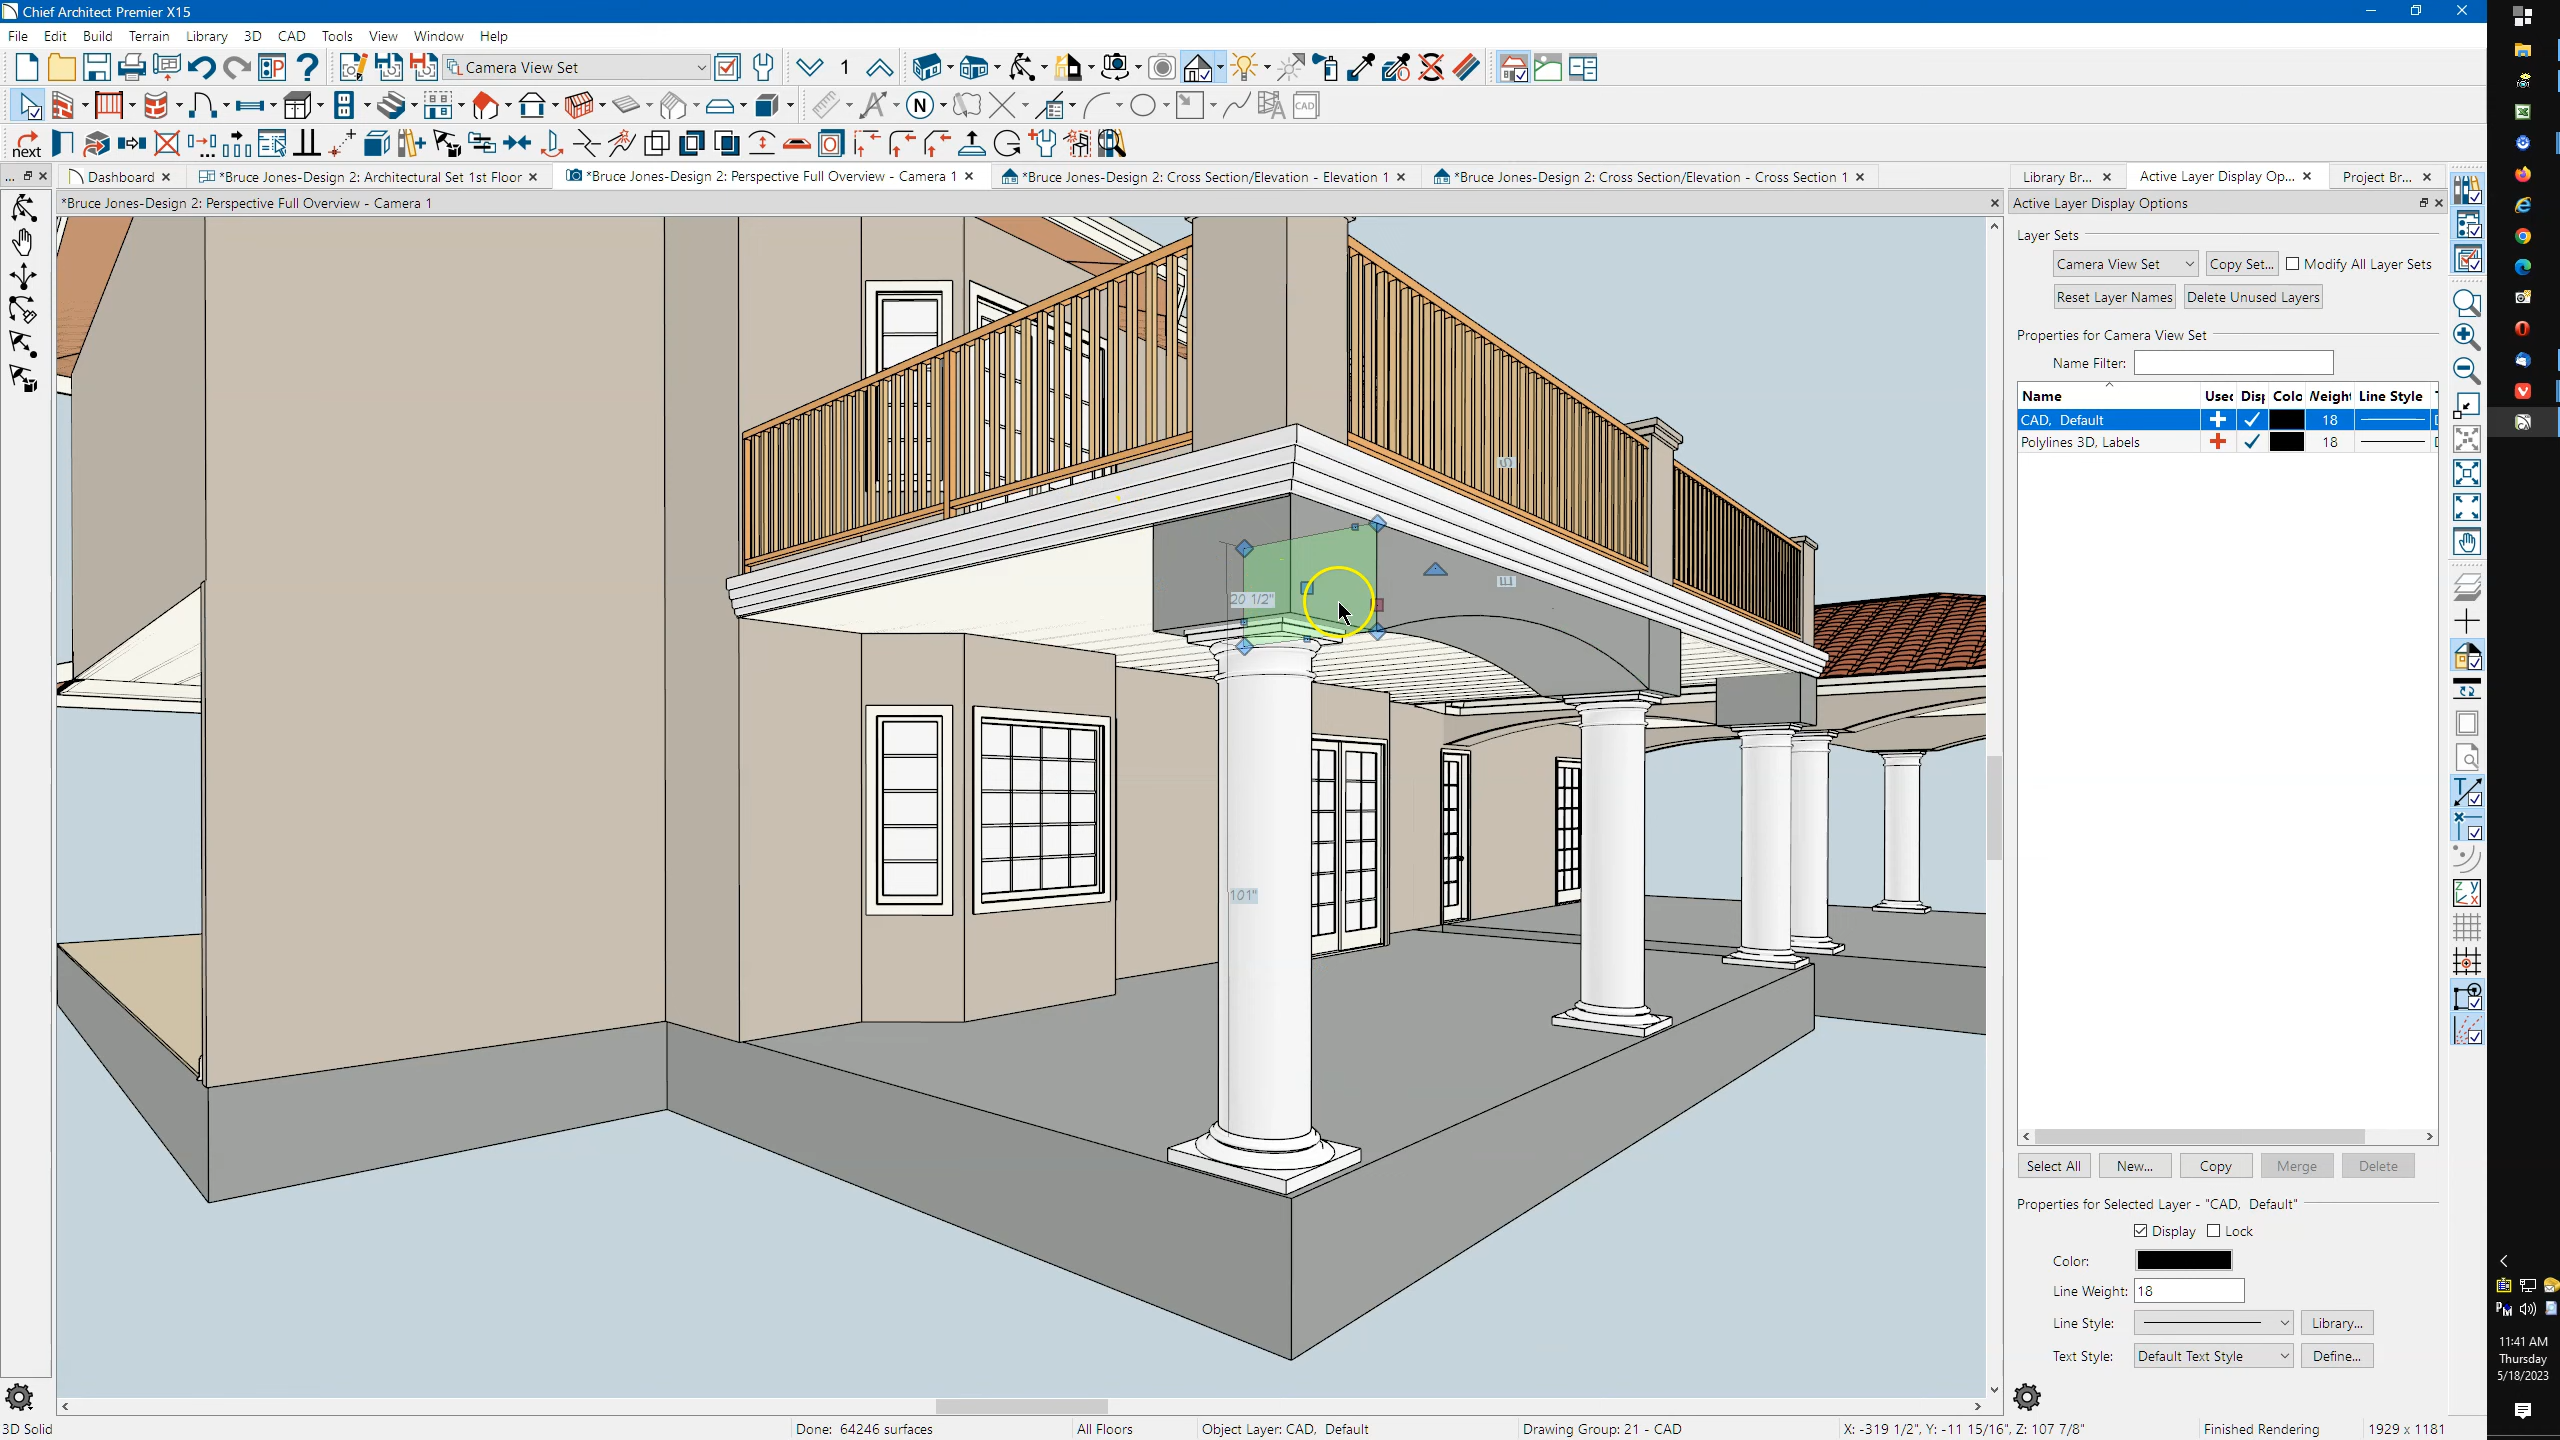 Chief Architect Premier X15
File Edit Build Terrain Library 3D CAD Tools View Window Help
Camera View Set
1
N
CAD
next
Dashboard
*Bruce Jones-Design 2: Architectural Set 1st Floor
*Bruce Jones-Design 2: Perspective Full Overview - Camera 1
*Bruce Jones-Design 2: Cross Section/Elevation - Elevation 1
*Bruce Jones-Design 2: Cross Section/Elevation - Cross Section 1
Library Br...
Active Layer Display Op...
Project Br...
*Bruce Jones-Design 2: Perspective Full Overview - Camera 1
Active Layer Display Options
Layer Sets
Camera View Set
Copy Set...
Modify All Layer Sets
Reset Layer Names
Delete Unused Layers
Properties for Camera View Set
Name Filter:
Name Used Disp Colo Weight Line Style
CAD, Default 18
Polylines 3D, Labels 18
20 1/2"
101"
Select All New... Copy Merge Delete
Properties for Selected Layer - "CAD, Default"
Display Lock
Color:
Line Weight: 18
Line Style: Library...
Text Style: Default Text Style Define...
11:41 AM
Thursday
5/18/2023
3D Solid
Done: 64246 surfaces
All Floors
Object Layer: CAD, Default
Drawing Group: 21 - CAD
X: -319 1/2", Y: -11 15/16", Z: 107 7/8"
Finished Rendering
1929 x 1181